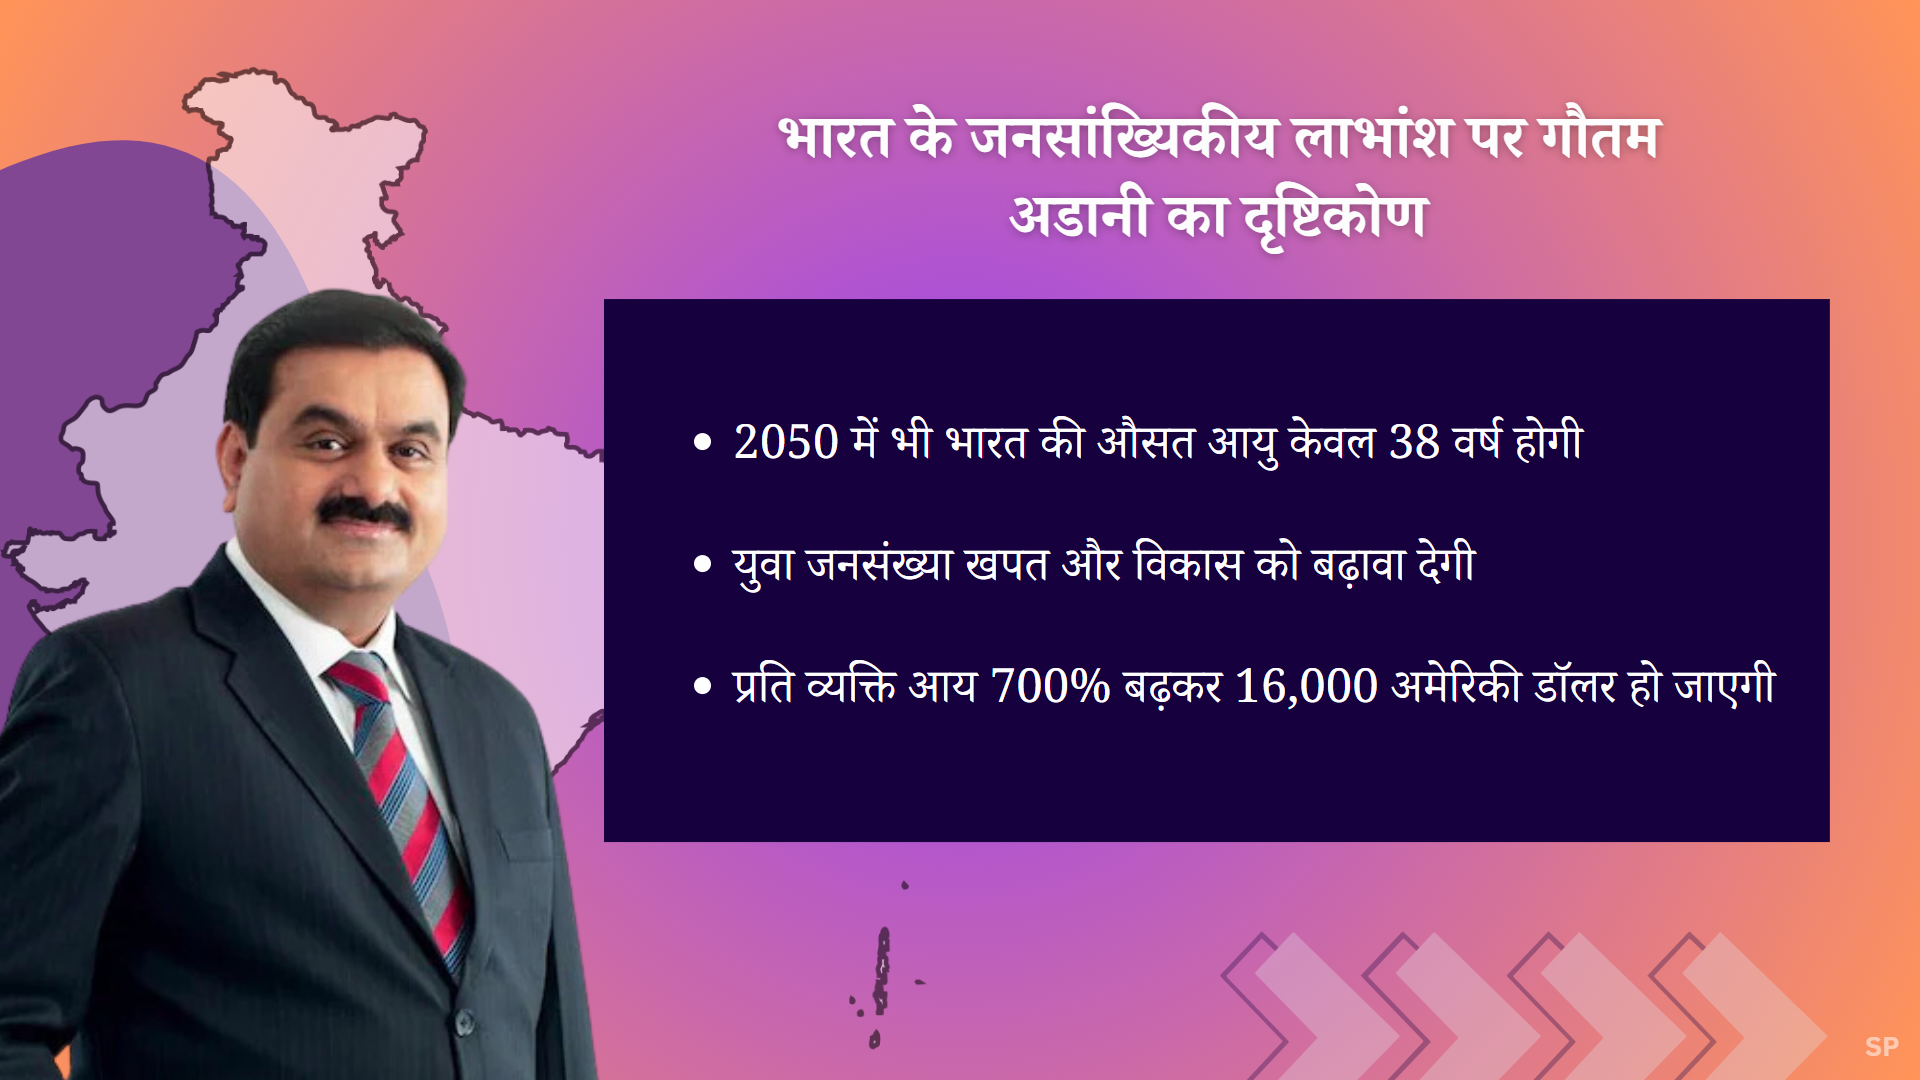 भारत के जनसांख्यिकीय लाभांश पर गौतम
अडानी का दृष्टिकोण
• 2050 में भी भारत की औसत आयु केवल 38 वर्ष होगी
• युवा जनसंख्या खपत और विकास को बढ़ावा देगी
• प्रति व्यक्ति आय 700% बढ़कर 16,000 अमेरिकी डॉलर हो जाएगी
SP